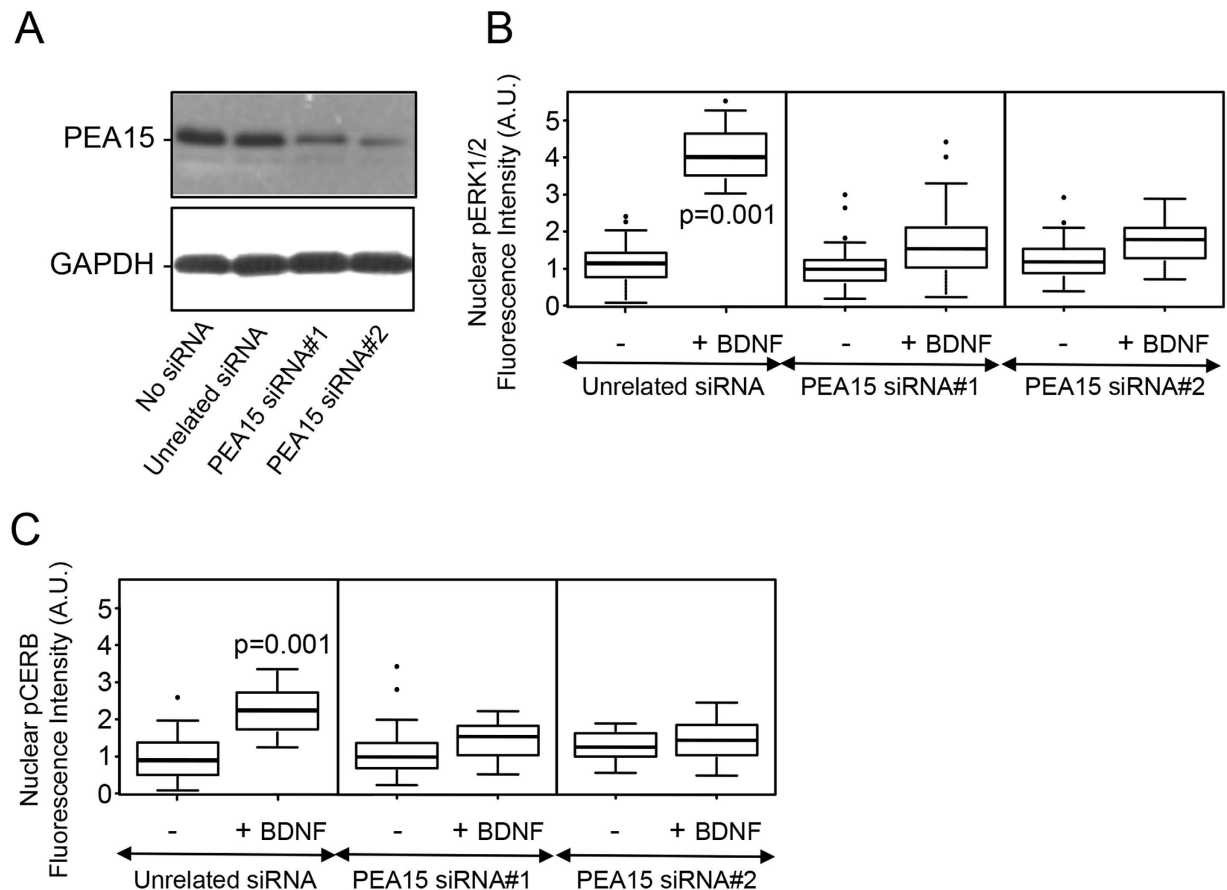 A
PEA15
GAPDH
No siRNA
Unrelated siRNA
PEA15 siRNA#1
PEA15 siRNA#2
B
Nuclear pERK1/2
Fluorescence Intensity (A.U.)
5
4
3
2
1
0
p=0.001
- + BDNF - + BDNF - + BDNF
Unrelated siRNA PEA15 siRNA#1 PEA15 siRNA#2
C
Nuclear pCERB
Fluorescence Intensity (A.U.)
5
4
3
2
1
0
p=0.001
- + BDNF - + BDNF - + BDNF
Unrelated siRNA PEA15 siRNA#1 PEA15 siRNA#2